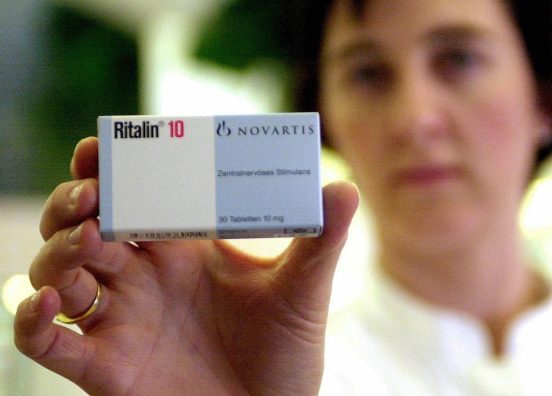 Ritalin® 10
NOVARTIS
Zentralnervöses Stimulans
30 Tabletten 10 mg